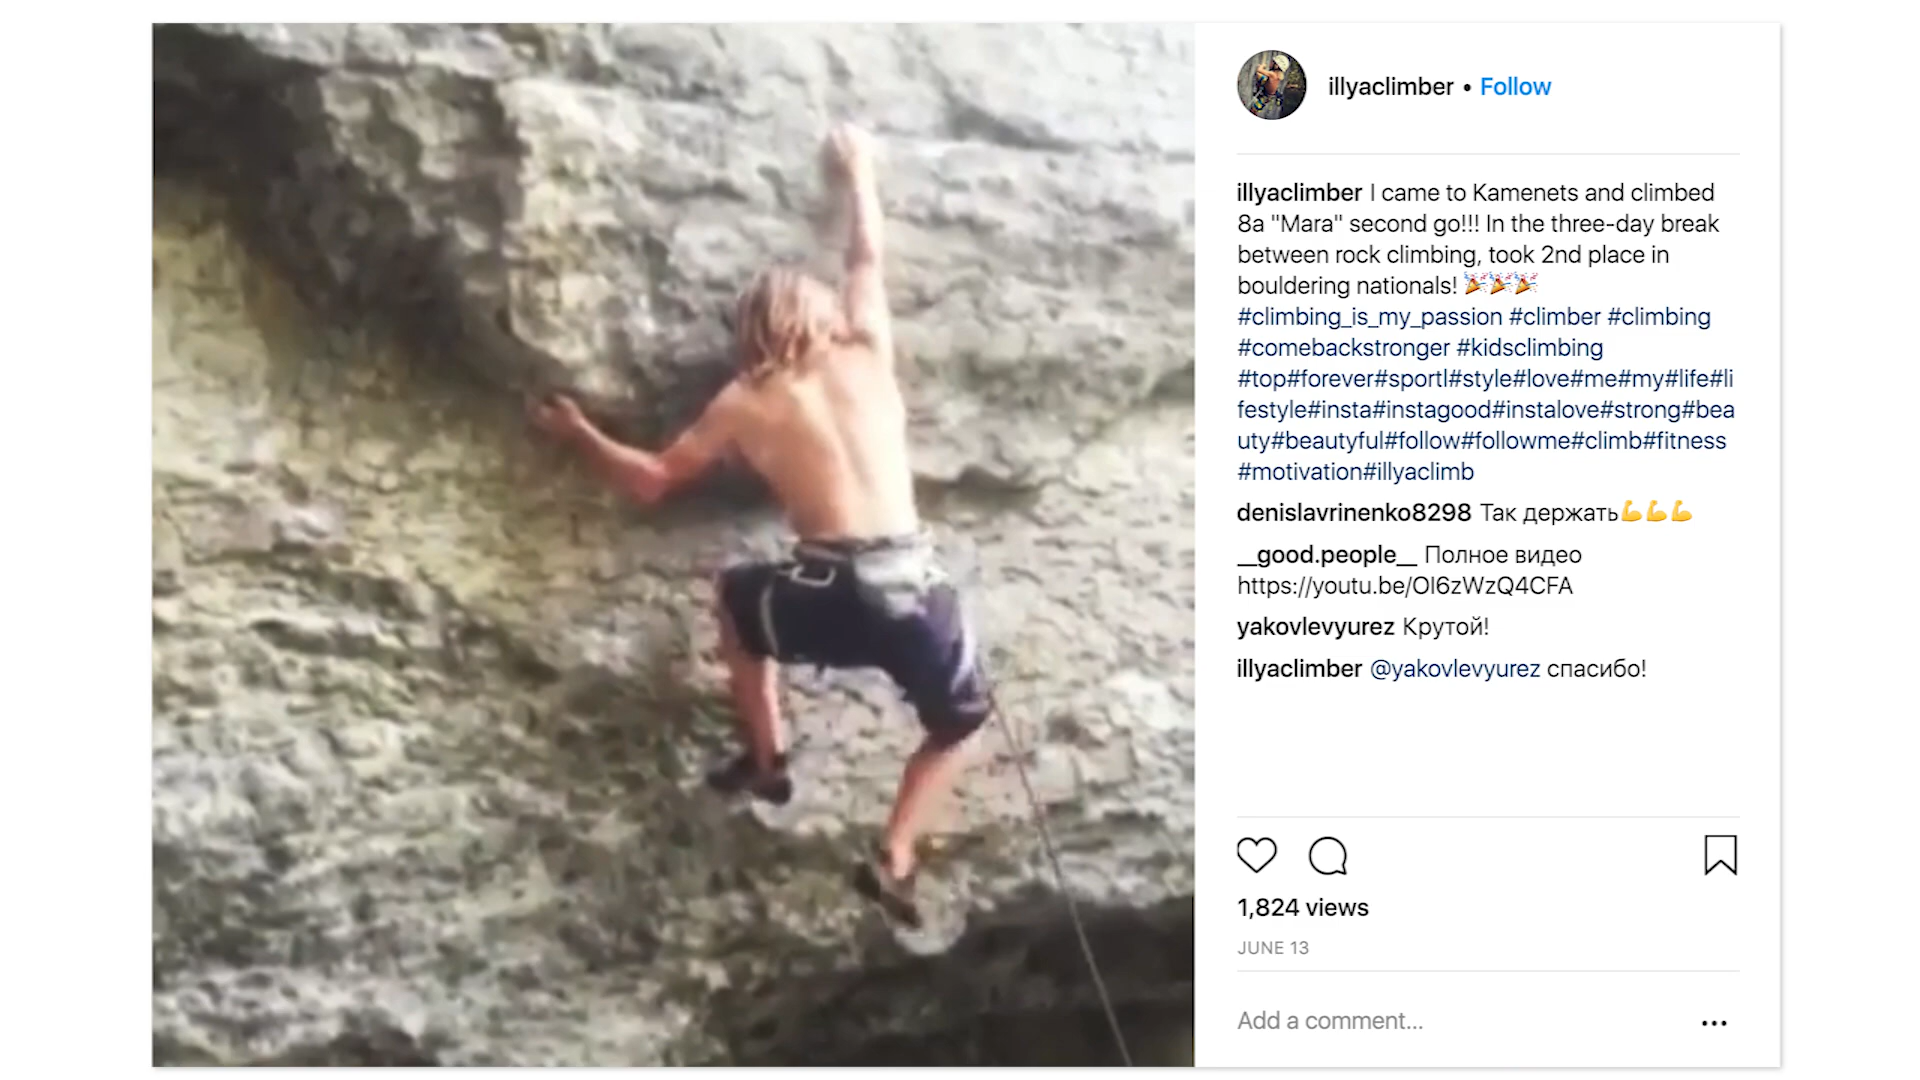 illyaclimber • Follow
illyaclimber I came to Kamenets and climbed
8a "Mara" second go!!! In the three-day break
between rock climbing, took 2nd place in
bouldering nationals! 🎉🎉🎉
#climbing_is_my_passion #climber #climbing
#comebackstronger #kidsclimbing
#top#forever#sportl#style#love#me#my#life#li
festyle#insta#instagood#instalove#strong#bea
uty#beautyful#follow#followme#climb#fitness
#motivation#illyaclimb
denislavrinenko8298 Так держать💪💪💪
__good.people__ Полное видео
https://youtu.be/Ol6zWzQ4CFA
yakovlevyurez Крутой!
illyaclimber @yakovlevyurez спасибо!
1,824 views
JUNE 13
Add a comment...